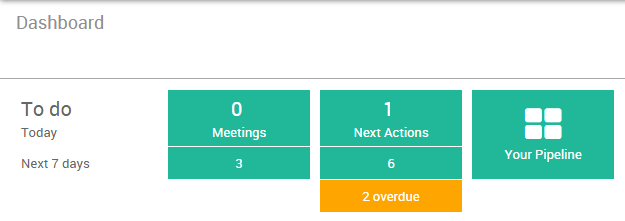 Dashboard
To do
Today
0
Meetings
1
Next Actions
Your Pipeline
Next 7 days
3
6
2 overdue